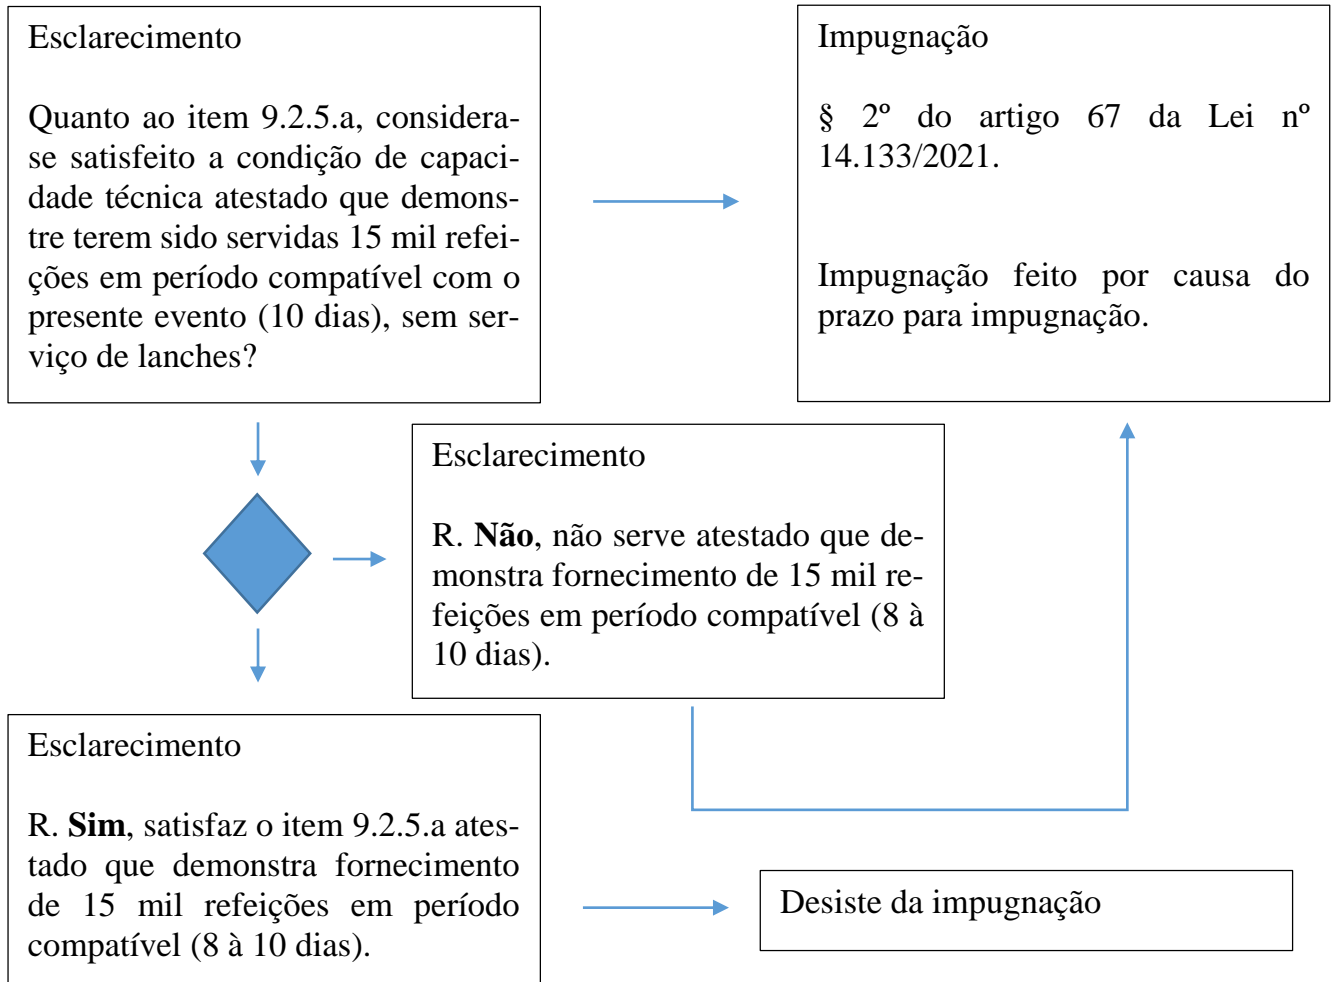 Esclarecimento
Quanto ao item 9.2.5.a, considera-
se satisfeito a condição de capaci-
dade técnica atestado que demons-
tre terem sido servidas 15 mil refei-
ções em período compatível com o
presente evento (10 dias), sem ser-
viço de lanches?
Impugnação
§ 2º do artigo 67 da Lei nº
14.133/2021.
Impugnação feito por causa do
prazo para impugnação.
Esclarecimento
R. Não, não serve atestado que de-
monstra fornecimento de 15 mil re-
feições em período compatível (8 à
10 dias).
Esclarecimento
R. Sim, satisfaz o item 9.2.5.a ates-
tado que demonstra fornecimento
de 15 mil refeições em período
compatível (8 à 10 dias).
Desiste da impugnação